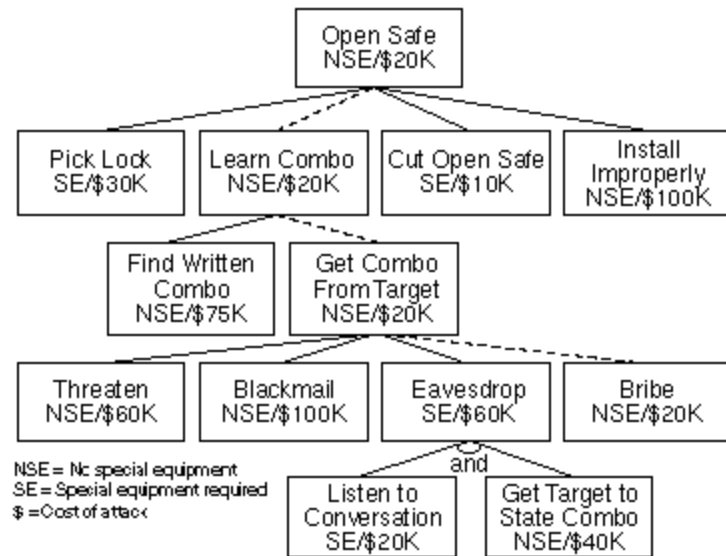 Open Safe
NSE/$20K
Pick Lock
SE/$30K
Learn Combo
NSE/$20K
Cut Open Safe
SE/$10K
Install
Improperly
NSE/$100K
Find Written
Combo
NSE/$75K
Get Combo
From Target
NSE/$20K
Threaten
NSE/$60K
Blackmail
NSE/$100K
Eavesdrop
SE/$60K
Bribe
NSE/$20K
and
Listen to
Conversation
SE/$20K
Get Target to
State Combo
NSE/$40K
NSE = No special equipment
SE = Special equipment required
$ = Cost of attack